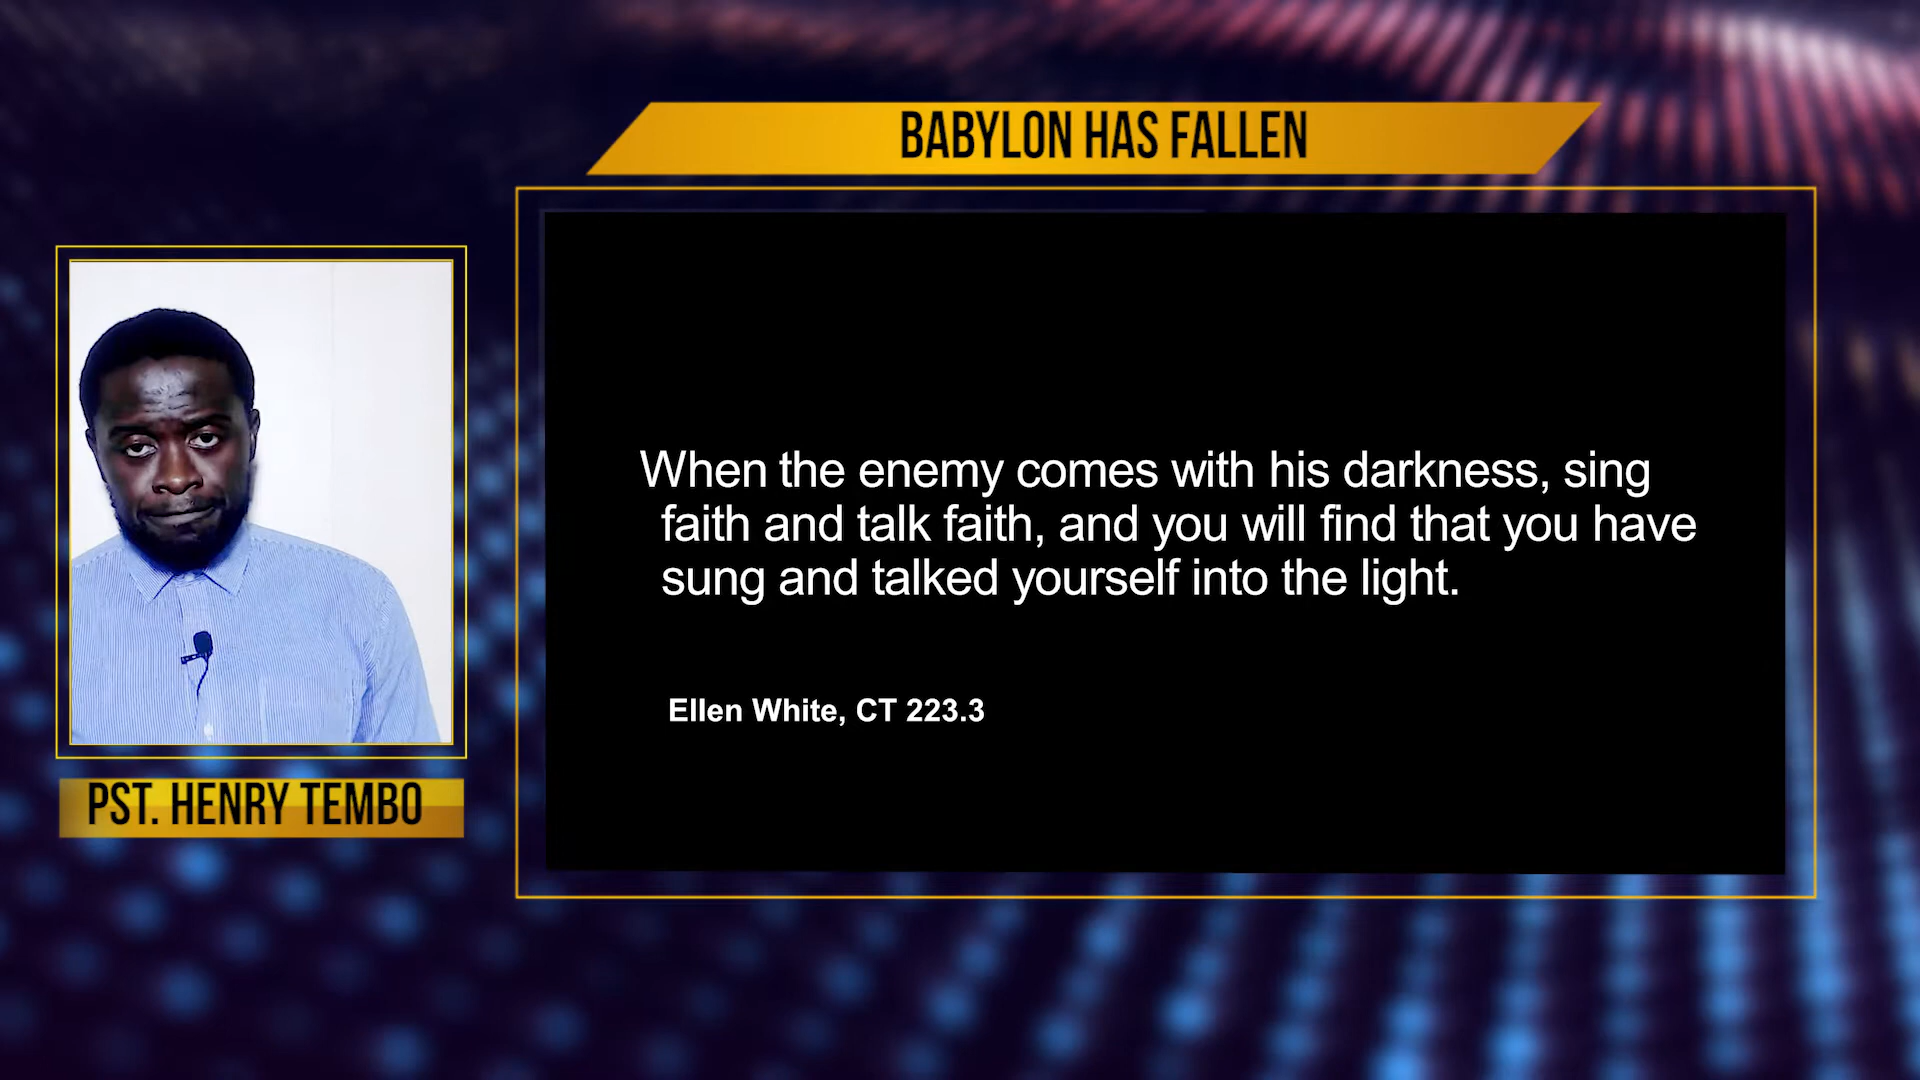 BABYLON HAS FALLEN
When the enemy comes with his darkness, sing
faith and talk faith, and you will find that you have
sung and talked yourself into the light.
Ellen White, CT 223.3
PST. HENRY TEMBO